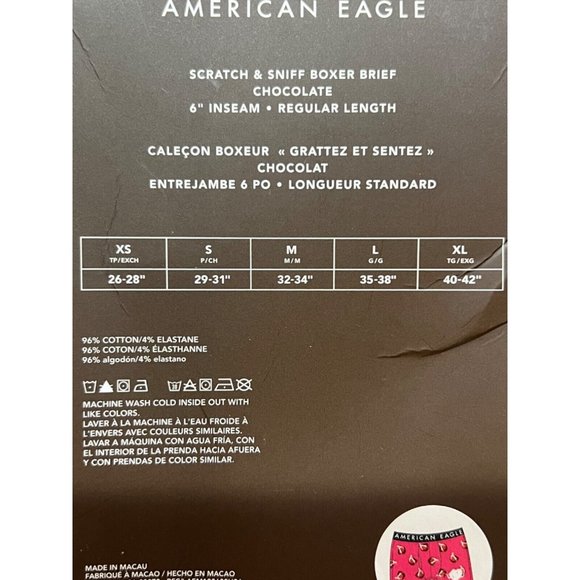 AMERICAN EAGLE
SCRATCH & SNIFF BOXER BRIEF
CHOCOLATE
6" INSEAM • REGULAR LENGTH
CALEÇON BOXEUR « GRATTEZ ET SENTEZ »
CHOCOLAT
ENTREJAMBE 6 PO • LONGUEUR STANDARD
XS S M L XL
TP/EXCH P/CH M/M G/G TG/EXG
26-28" 29-31" 32-34" 35-38" 40-42"
96% COTTON/4% ELASTANE
96% COTON/4% ÉLASTHANNE
96% algodón/4% elastano
MACHINE WASH COLD INSIDE OUT WITH
LIKE COLORS.
LAVER À LA MACHINE À L'EAU FROIDE À
L'ENVERS AVEC COULEURS SIMILAIRES.
LAVAR A MÁQUINA CON AGUA FRÍA, CON
EL INTERIOR DE LA PRENDA HACIA AFUERA
Y CON PRENDAS DE COLOR SIMILAR.
AMERICAN EAGLE
MADE IN MACAU
FABRIQUÉ À MACAO / HECHO EN MACAO